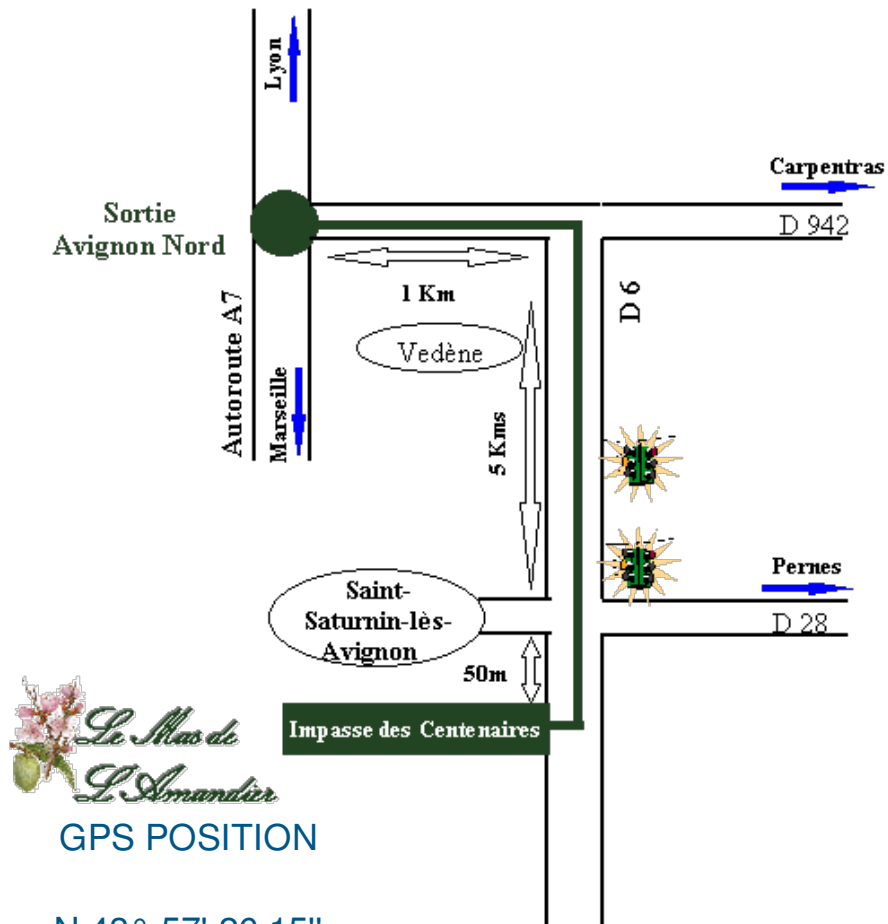 Lyon
Carpentras
D 942
Sortie
Avignon Nord
1 Km
D 6
Vedène
Autoroute A7
Marseille
5 Kms
Pernes
D 28
Saint-
Saturnin-lès-
Avignon
50m
Impasse des Centenaires
Le Mas de
L'Amandier
GPS POSITION